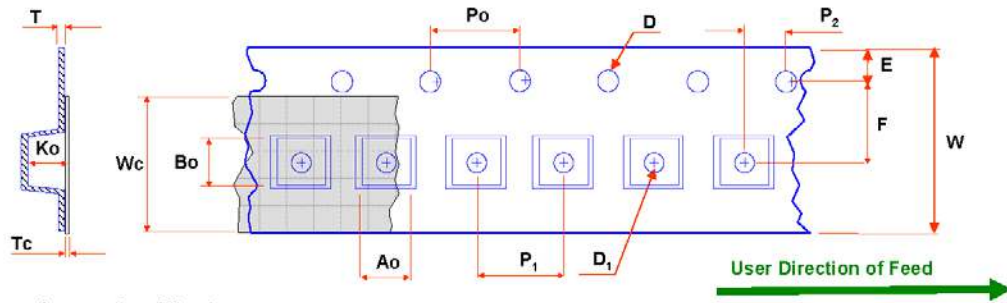 T
Po
D
P2
E
F
W
Ko
Wc
Bo
Tc
Ao
P1
D1
User Direction of Feed